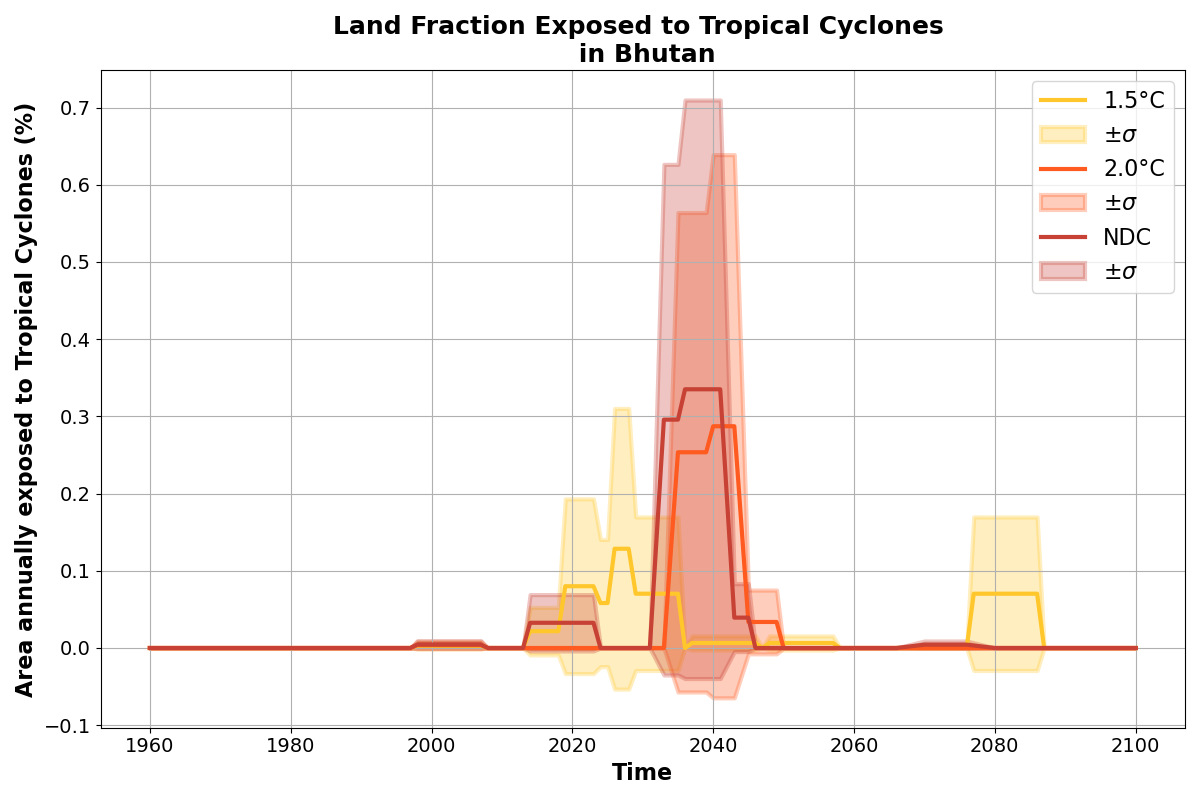 Land Fraction Exposed to Tropical Cyclones
in Bhutan
Area annually exposed to Tropical Cyclones (%)
0.7
0.6
0.5
0.4
0.3
0.2
0.1
0.0
−0.1
1960
1980
2000
2020
2040
2060
2080
2100
Time
1.5°C
±σ
2.0°C
±σ
NDC
±σ